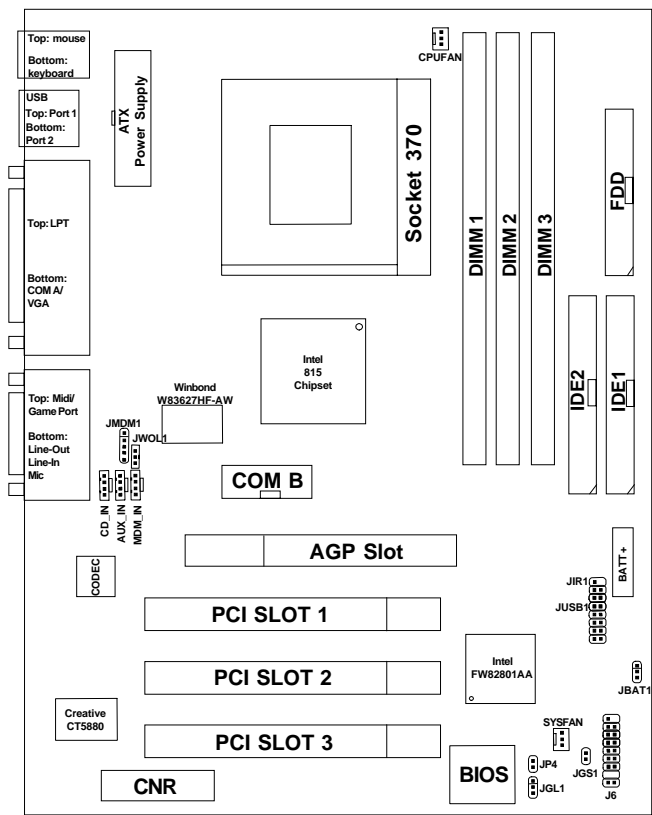 Top: mouse
Bottom:
keyboard
USB
Top: Port 1
Bottom:
Port 2
ATX
Power Supply
CPUFAN
Socket 370
DIMM 1
DIMM 2
DIMM 3
FDD
Top: LPT
Bottom:
COM A/
VGA
Intel
815
Chipset
IDE2
IDE1
Top: Midi/
Game Port
Bottom:
Line-Out
Line-In
Mic
Winbond
W83627HF-AW
JMDM1
JWOL1
CD_IN
AUX_IN
MDM_IN
COM B
AGP Slot
CODEC
BATT+
JIR1
JUSB1
PCI SLOT 1
PCI SLOT 2
Intel
FW82801AA
JBAT1
Creative
CT5880
PCI SLOT 3
SYSFAN
BIOS
JP4
JGL1
JGS1
J6
CNR